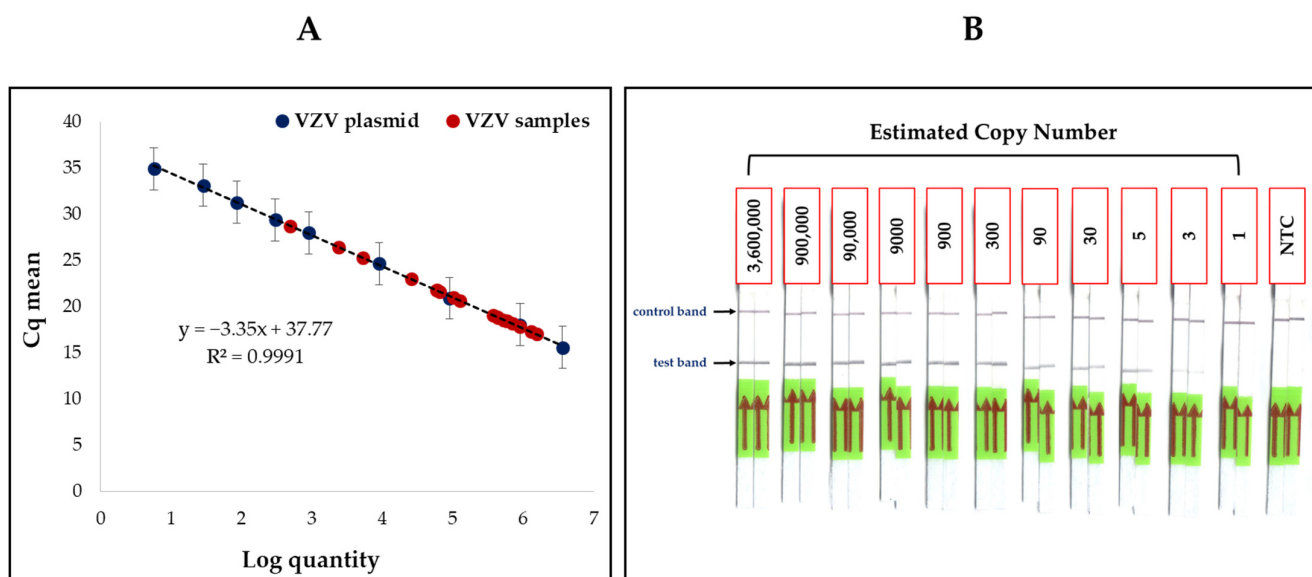 A
B
40
35
30
25
20
15
10
5
0
Cq mean
VZV plasmid
VZV samples
y = −3.35x + 37.77
R² = 0.9991
0 1 2 3 4 5 6 7
Log quantity
Estimated Copy Number
3,600,000
900,000
90,000
9000
900
300
90
30
5
3
1
NTC
control band
test band